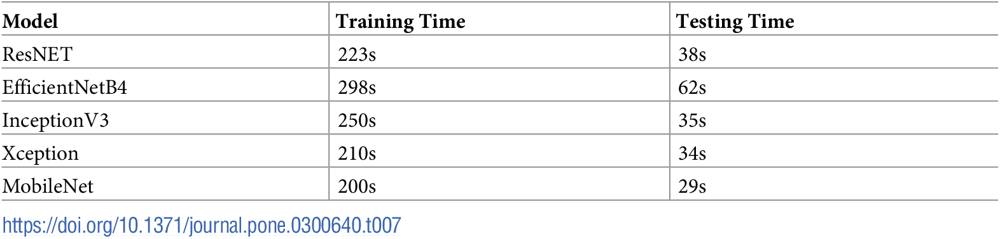 Model Training Time Testing Time
ResNET 223s 38s
EfficientNetB4 298s 62s
InceptionV3 250s 35s
Xception 210s 34s
MobileNet 200s 29s
https://doi.org/10.1371/journal.pone.0300640.t007